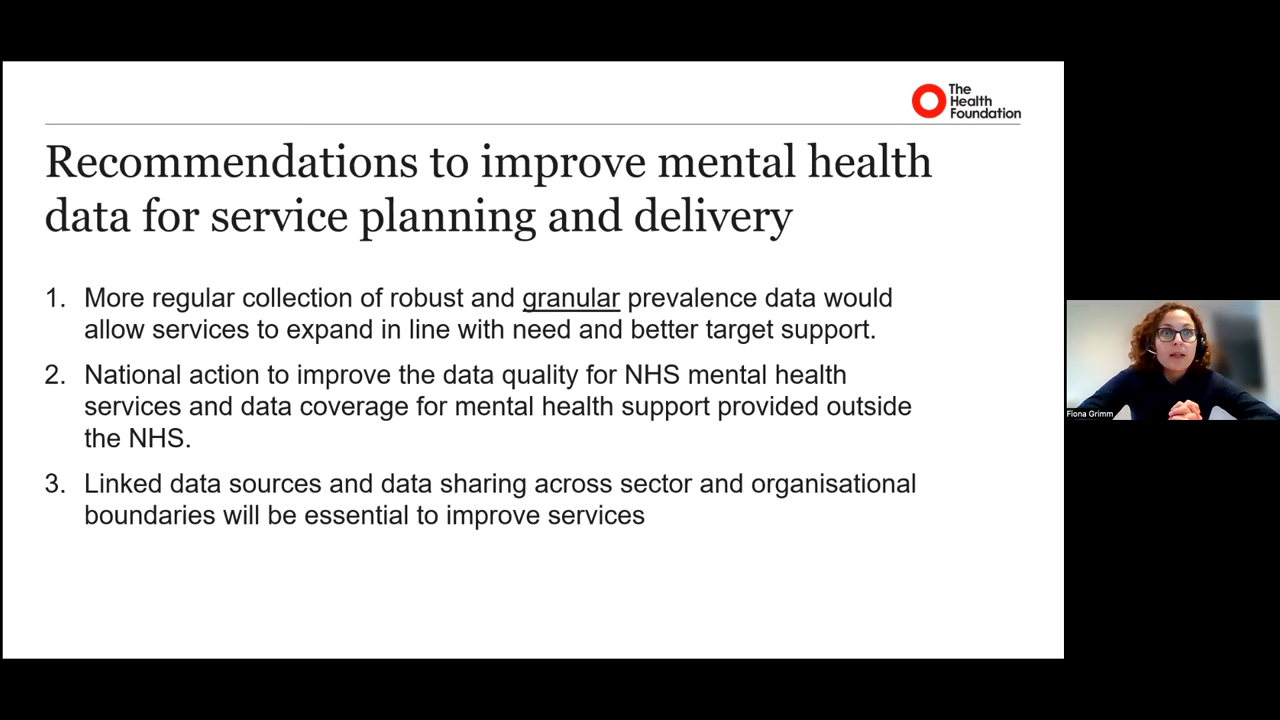 The
Health
Foundation
Recommendations to improve mental health
data for service planning and delivery
1. More regular collection of robust and granular prevalence data would
allow services to expand in line with need and better target support.
2. National action to improve the data quality for NHS mental health
services and data coverage for mental health support provided outside
the NHS.
3. Linked data sources and data sharing across sector and organisational
boundaries will be essential to improve services
Fiona Grimm